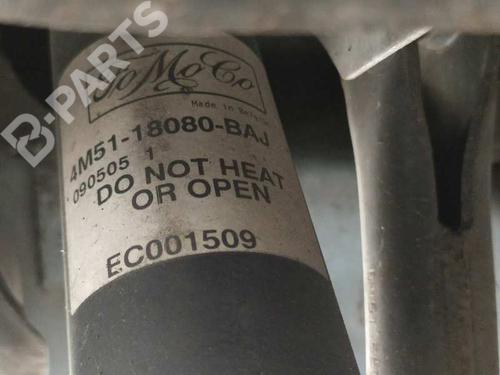 B-PARTS
FoMoCo
Made in Belgium
4M51-18080-BAJ
090505 1
DO NOT HEAT
OR OPEN
EC001509